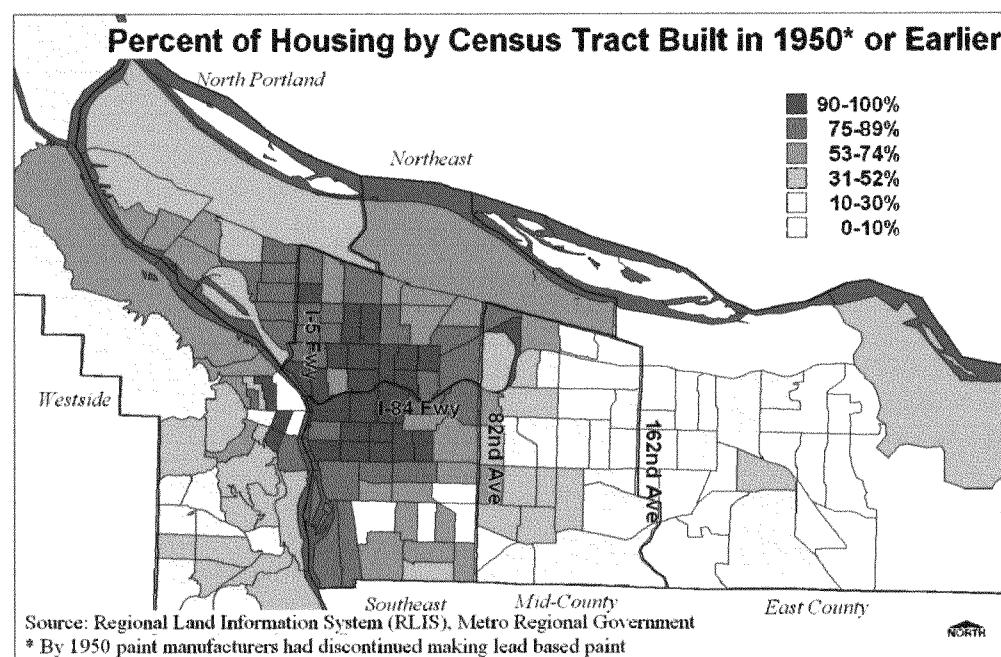 Percent of Housing by Census Tract Built in 1950* or Earlier
North Portland
Northeast
90-100%
75-89%
53-74%
31-52%
10-30%
0-10%
I-5 Fwy
Westside
I-84 Fwy
82nd Ave
162nd Ave
Southeast
Mid-County
East County
Source: Regional Land Information System (RLIS), Metro Regional Government
* By 1950 paint manufacturers had discontinued making lead based paint
NORTH